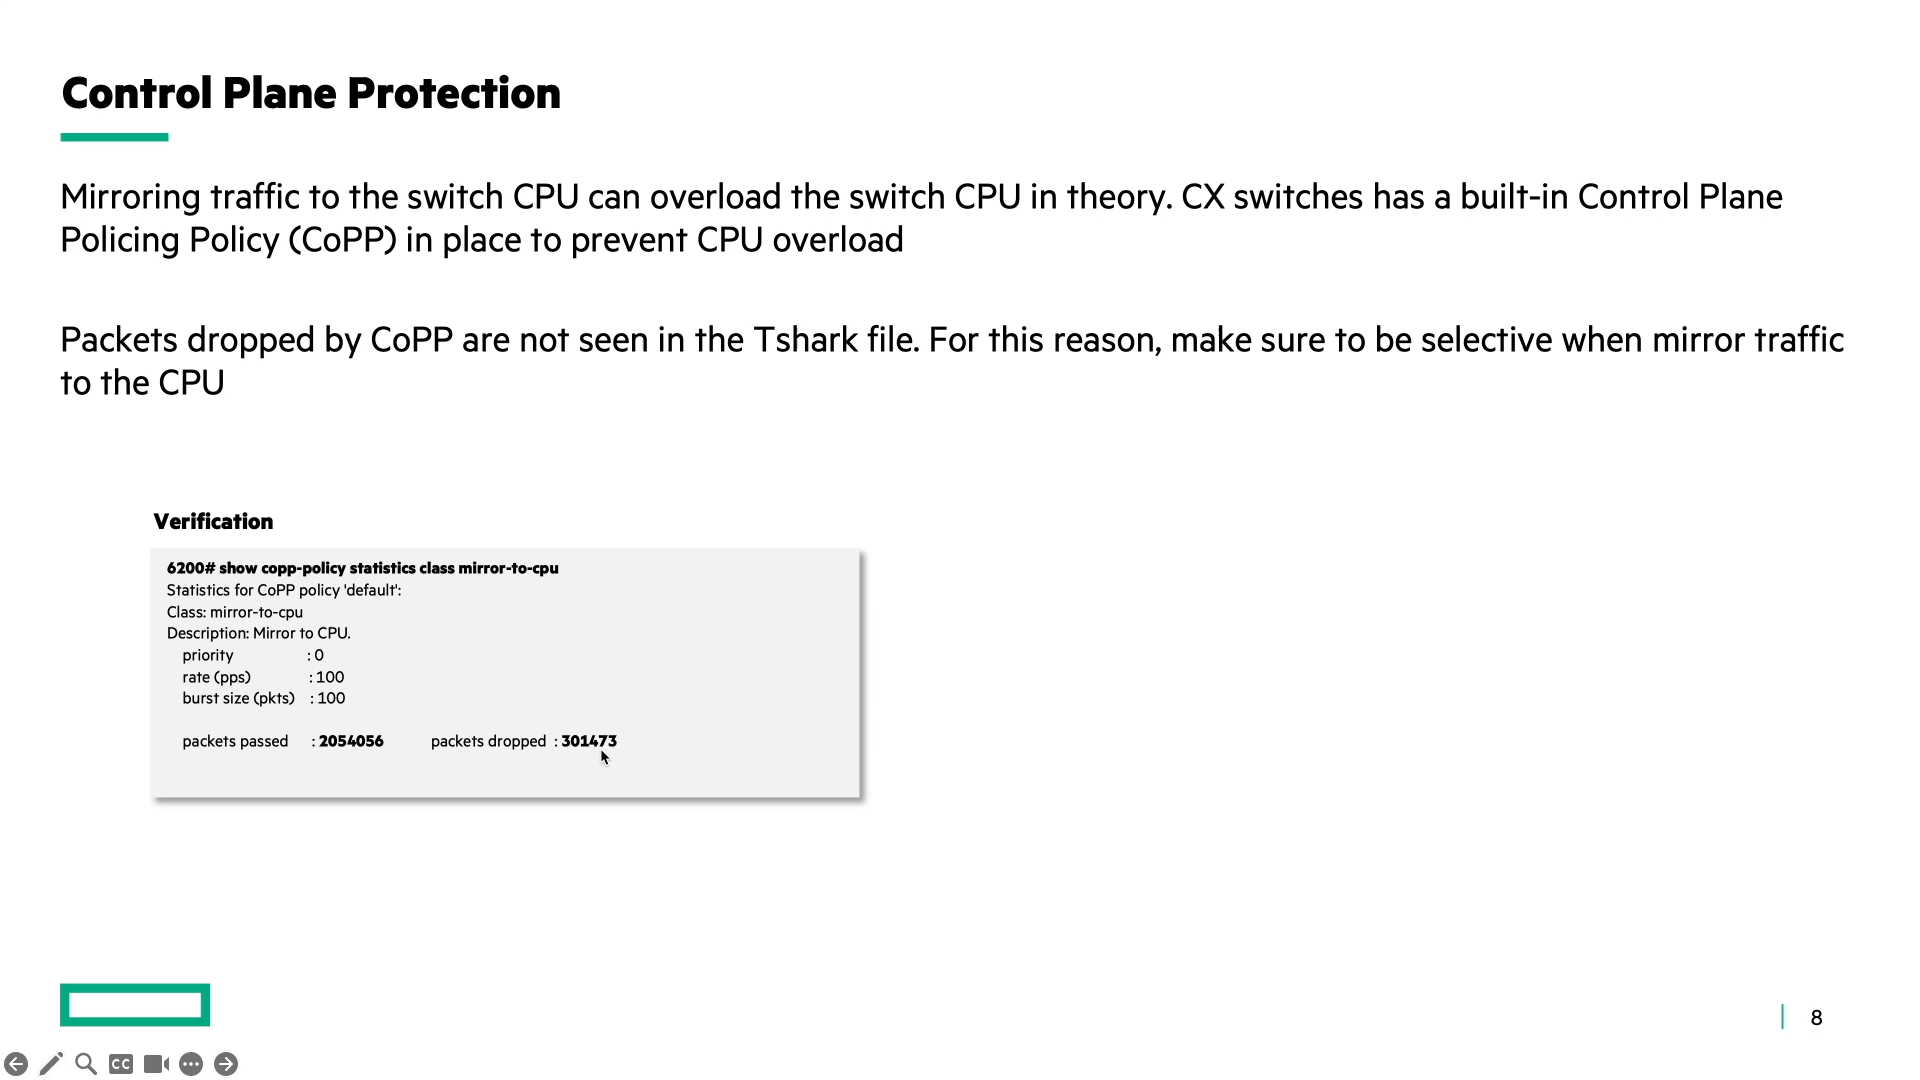 Control Plane Protection
Mirroring traffic to the switch CPU can overload the switch CPU in theory. CX switches has a built-in Control Plane
Policing Policy (CoPP) in place to prevent CPU overload
Packets dropped by CoPP are not seen in the Tshark file. For this reason, make sure to be selective when mirror traffic
to the CPU
Verification
6200# show copp-policy statistics class mirror-to-cpu
Statistics for CoPP policy 'default':
Class: mirror-to-cpu
Description: Mirror to CPU.
priority : 0
rate (pps) : 100
burst size (pkts) : 100
packets passed : 2054056 packets dropped : 301473
8
CC